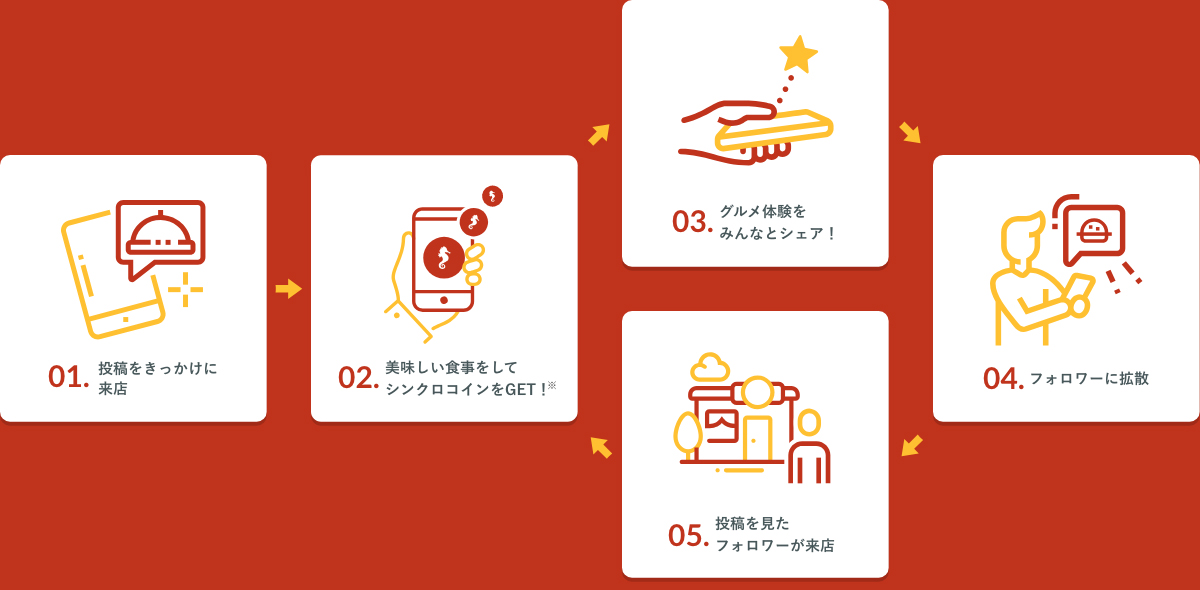 01. 投稿をきっかけに
来店
02. 美味しい食事をして
シンクロコインをGET！※
03. グルメ体験を
みんなとシェア！
04. フォロワーに拡散
05. 投稿を見た
フォロワーが来店